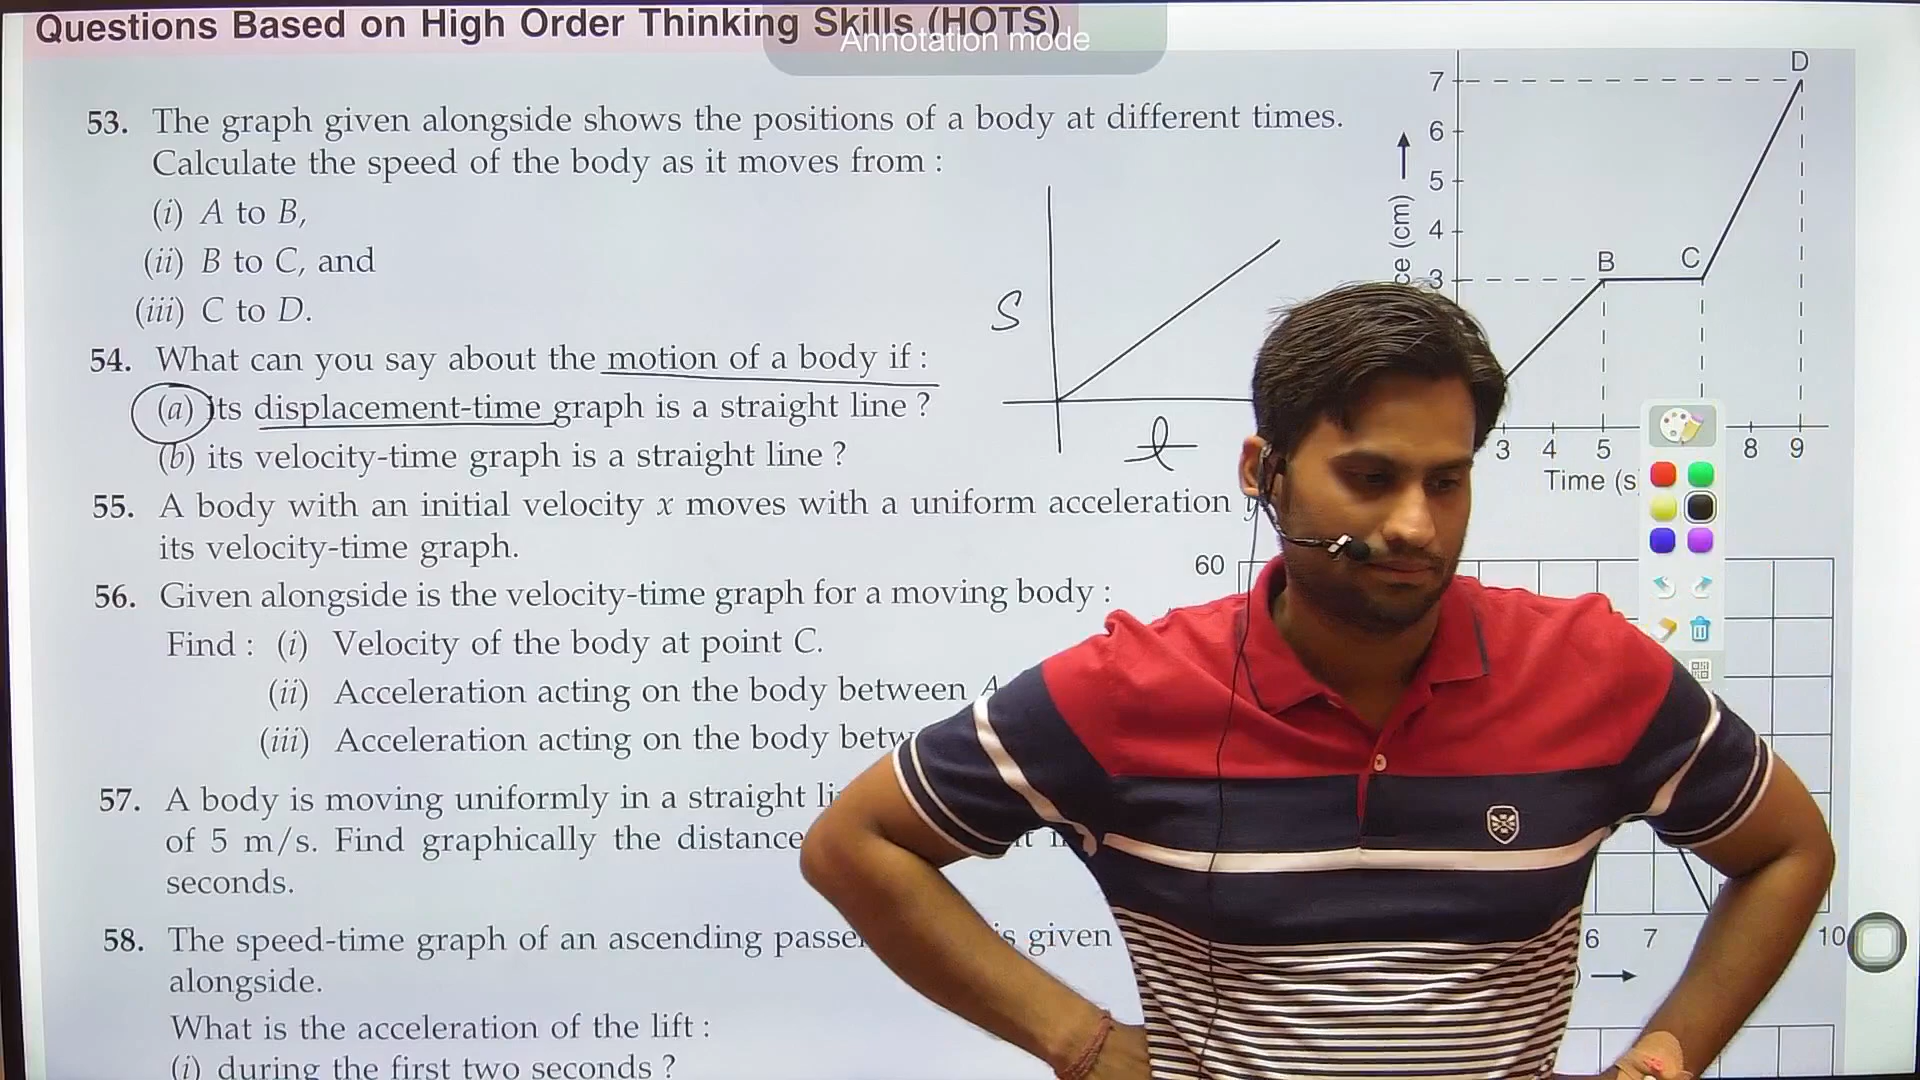 Questions Based on High Order Thinking Skills (HOTS)
Annotation mode
53. The graph given alongside shows the positions of a body at different times.
Calculate the speed of the body as it moves from :
(i) A to B,
(ii) B to C, and
(iii) C to D.
54. What can you say about the motion of a body if :
(a) its displacement-time graph is a straight line ?
(b) its velocity-time graph is a straight line ?
55. A body with an initial velocity x moves with a uniform acceleration
its velocity-time graph.
56. Given alongside is the velocity-time graph for a moving body :
Find : (i) Velocity of the body at point C.
(ii) Acceleration acting on the body between A
(iii) Acceleration acting on the body
57. A body is moving uniformly in a straight
of 5 m/s. Find graphically the distance
seconds.
58. The speed-time graph of an ascending given
alongside.
What is the acceleration of the lift :
(i) during the first two seconds ?
S
t
D
7
6
5
4
3
(cm)
B
C
3 4 5 8 9
Time (s
60
6 7 10